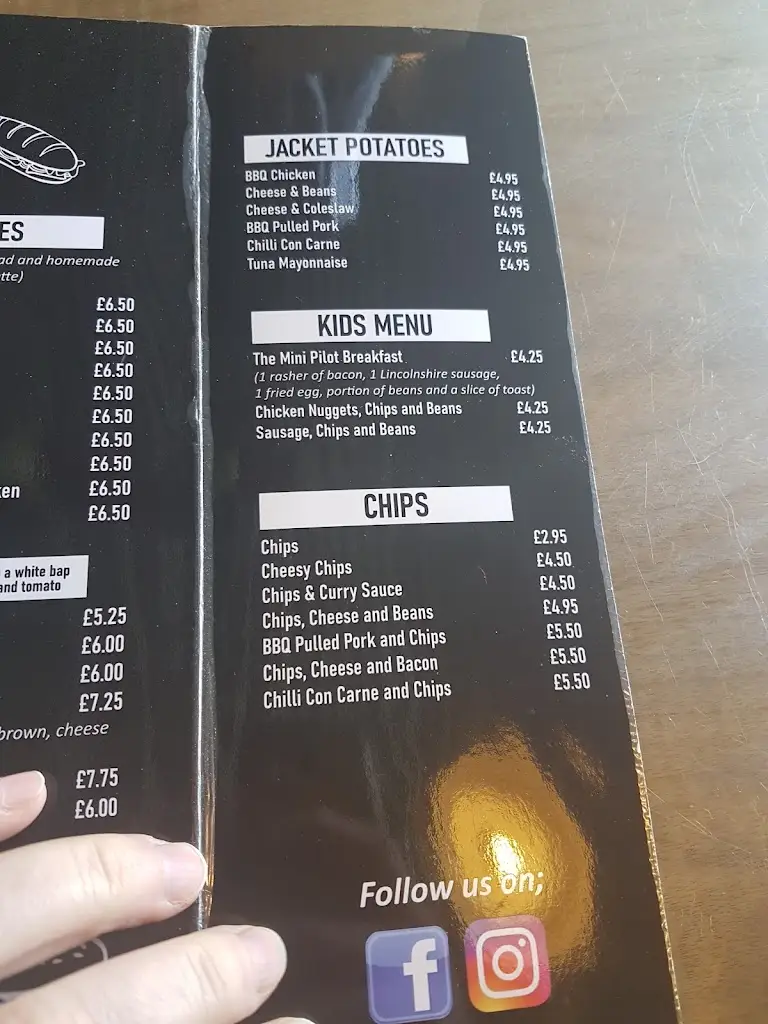 ES
ad and homemade
tte)
£6.50
£6.50
£6.50
£6.50
£6.50
£6.50
£6.50
£6.50
ken £6.50
£6.50
a white bap
and tomato
£5.25
£6.00
£6.00
£7.25
brown, cheese
£7.75
£6.00
JACKET POTATOES
BBQ Chicken £4.95
Cheese & Beans £4.95
Cheese & Coleslaw £4.95
BBQ Pulled Pork £4.95
Chilli Con Carne £4.95
Tuna Mayonnaise £4.95
KIDS MENU
The Mini Pilot Breakfast £4.25
(1 rasher of bacon, 1 Lincolnshire sausage,
1 fried egg, portion of beans and a slice of toast)
Chicken Nuggets, Chips and Beans £4.25
Sausage, Chips and Beans £4.25
CHIPS
Chips £2.95
Cheesy Chips £4.50
Chips & Curry Sauce £4.50
Chips, Cheese and Beans £4.95
BBQ Pulled Pork and Chips £5.50
Chips, Cheese and Bacon £5.50
Chilli Con Carne and Chips £5.50
Follow us on;
f